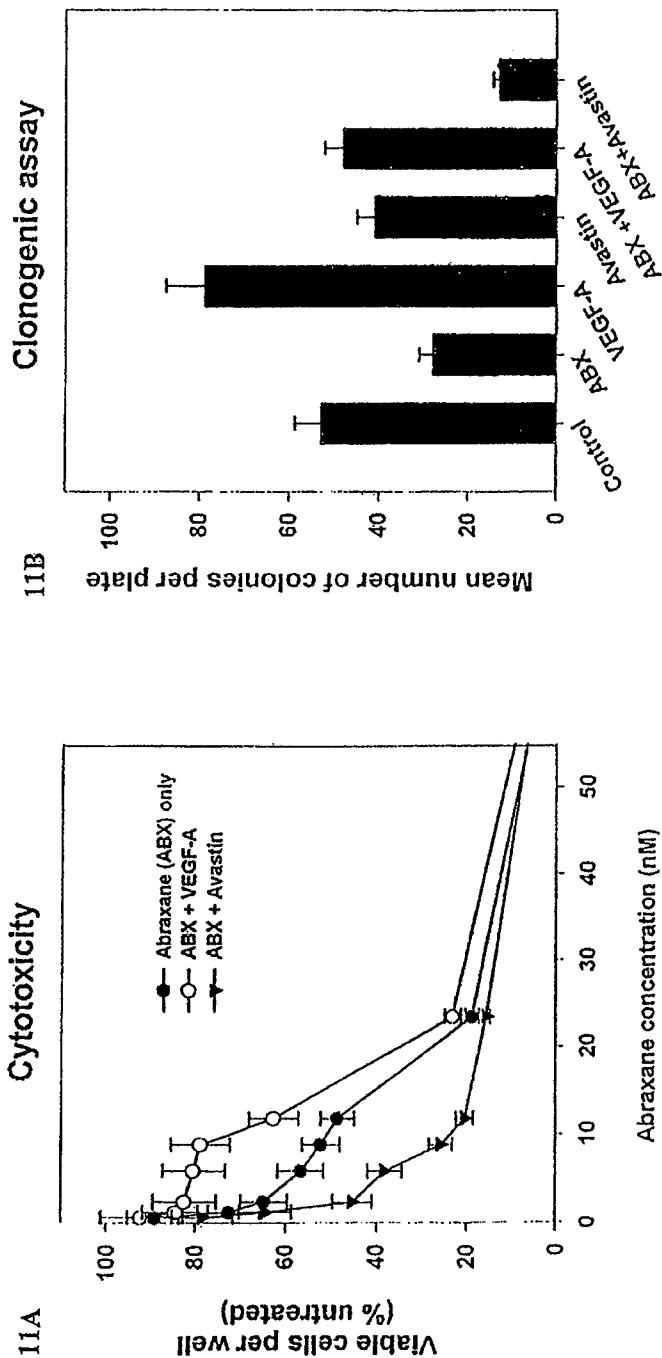 11A
Cytotoxicity
Viable cells per well
(% untreated)
100
80
60
40
20
0
Abraxane (ABX) only
ABX + VEGF-A
ABX + Avastin
0
10
20
30
40
50
Abraxane concentration (nM)
11B
Clonogenic assay
Mean number of colonies per plate
100
80
60
40
20
0
Control
ABX
VEGF-A
Avastin
ABX +VEGF-A
ABX+Avastin